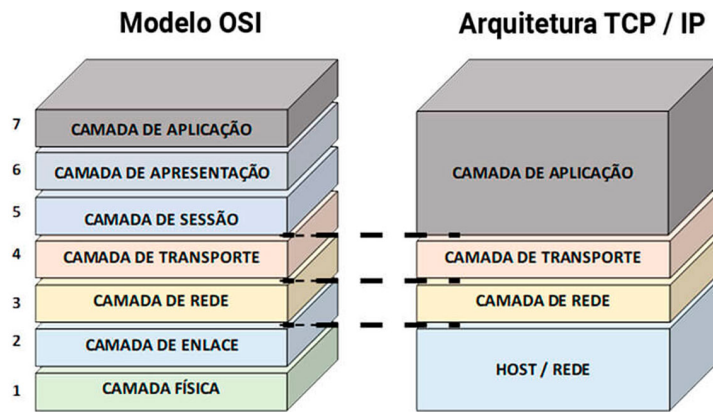 Modelo OSI
Arquitetura TCP / IP
7
CAMADA DE APLICAÇÃO
6
CAMADA DE APRESENTAÇÃO
5
CAMADA DE SESSÃO
4
CAMADA DE TRANSPORTE
3
CAMADA DE REDE
2
CAMADA DE ENLACE
1
CAMADA FÍSICA
CAMADA DE APLICAÇÃO
CAMADA DE TRANSPORTE
CAMADA DE REDE
HOST / REDE